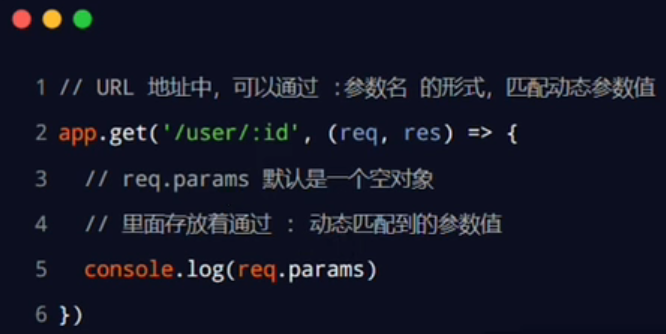 1 // URL 地址中，可以通过 :参数名 的形式，匹配动态参数值
2 app.get('/user/:id', (req, res) => {
3   // req.params 默认是一个空对象
4   // 里面存放着通过 : 动态匹配到的参数值
5   console.log(req.params)
6 })